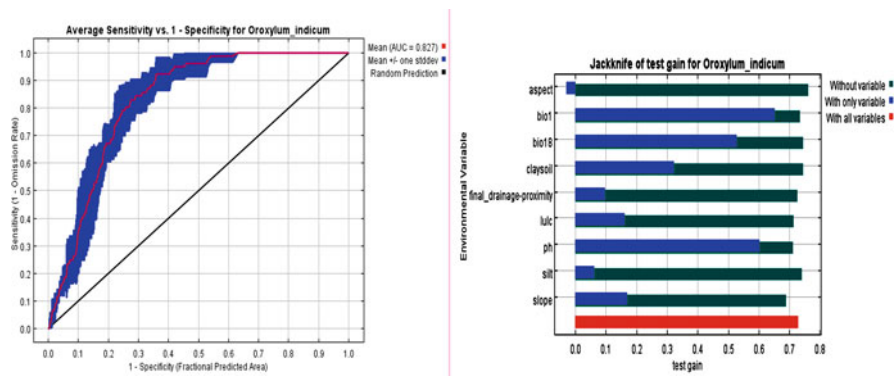 Average Sensitivity vs. 1 - Specificity for Oroxylum_indicum
Mean (AUC = 0.827)
Mean +/- one stddev
Random Prediction
Sensitivity (1 - Omission Rate)
1.0
0.9
0.8
0.7
0.6
0.5
0.4
0.3
0.2
0.1
0.0
0.0 0.1 0.2 0.3 0.4 0.5 0.6 0.7 0.8 0.9 1.0
1 - Specificity (Fractional Predicted Area)
Jackknife of test gain for Oroxylum_indicum
Without variable
With only variable
With all variables
Environmental Variable
aspect
bio1
bio18
claysoil
final_drainage-proximity
lulc
ph
silt
slope
0.0 0.1 0.2 0.3 0.4 0.5 0.6 0.7 0.8
test gain